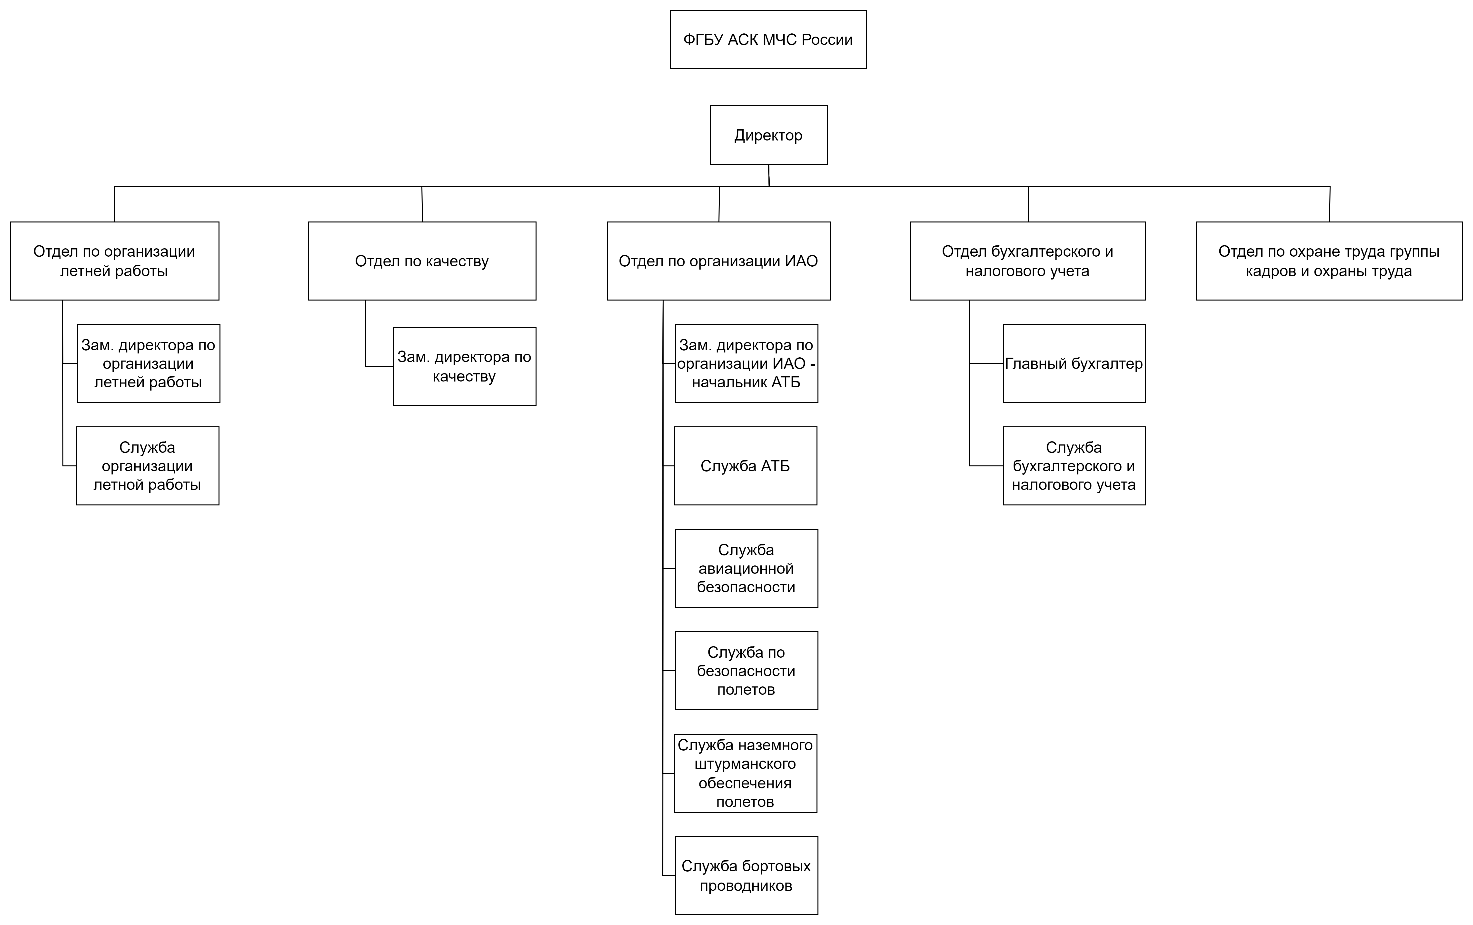 ФГБУ АСК МЧС России
Директор
Отдел по организации
летней работы
Отдел по качеству
Отдел по организации ИАО
Отдел бухгалтерского и
налогового учета
Отдел по охране труда группы
кадров и охраны труда
Зам. директора по
организации
летней работы
Служба
организации
летной работы
Зам. директора по
качеству
Зам. директора по
организации ИАО -
начальник АТБ
Служба АТБ
Служба
авиационной
безопасности
Служба по
безопасности
полетов
Служба наземного
штурманского
обеспечения
полетов
Служба бортовых
проводников
Главный бухгалтер
Служба
бухгалтерского и
налогового учета